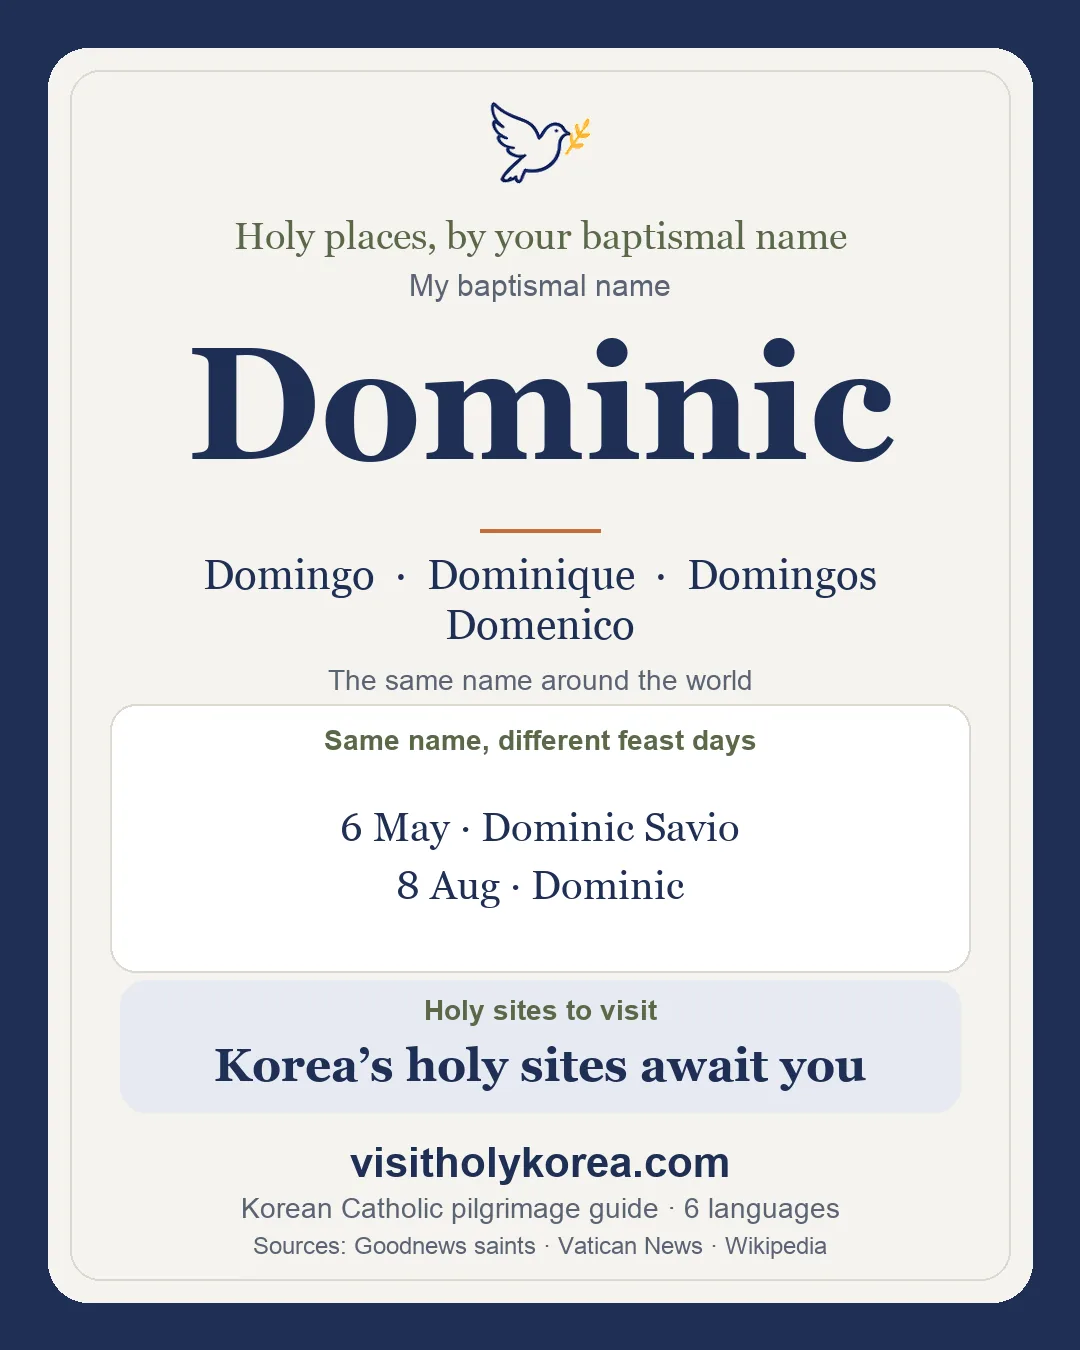 Holy places, by your baptismal name
My baptismal name
Dominic
Domingo · Dominique · Domingos
Domenico
The same name around the world
Same name, different feast days
6 May · Dominic Savio
8 Aug · Dominic
Holy sites to visit
Korea’s holy sites await you
visitholykorea.com
Korean Catholic pilgrimage guide · 6 languages
Sources: Goodnews saints · Vatican News · Wikipedia